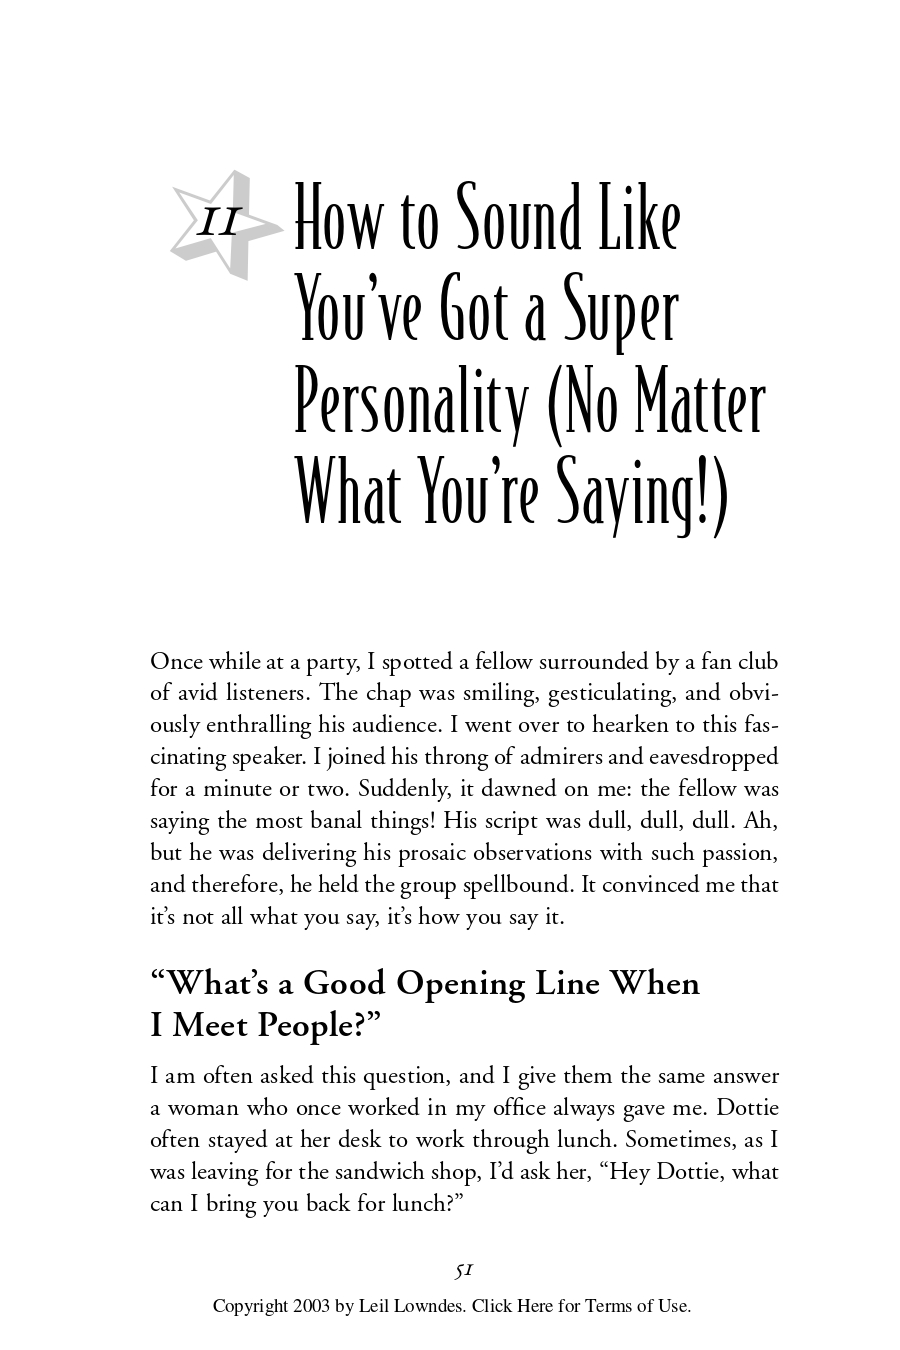 11
How to Sound Like
You’ve Got a Super
Personality (No Matter
What You’re Saying!)
Once while at a party, I spotted a fellow surrounded by a fan club
of avid listeners. The chap was smiling, gesticulating, and obvi-
ously enthralling his audience. I went over to hearken to this fas-
cinating speaker. I joined his throng of admirers and eavesdropped
for a minute or two. Suddenly, it dawned on me: the fellow was
saying the most banal things! His script was dull, dull, dull. Ah,
but he was delivering his prosaic observations with such passion,
and therefore, he held the group spellbound. It convinced me that
it’s not all what you say, it’s how you say it.
“What’s a Good Opening Line When
I Meet People?”
I am often asked this question, and I give them the same answer
a woman who once worked in my office always gave me. Dottie
often stayed at her desk to work through lunch. Sometimes, as I
was leaving for the sandwich shop, I’d ask her, “Hey Dottie, what
can I bring you back for lunch?”
51
Copyright 2003 by Leil Lowndes. Click Here for Terms of Use.